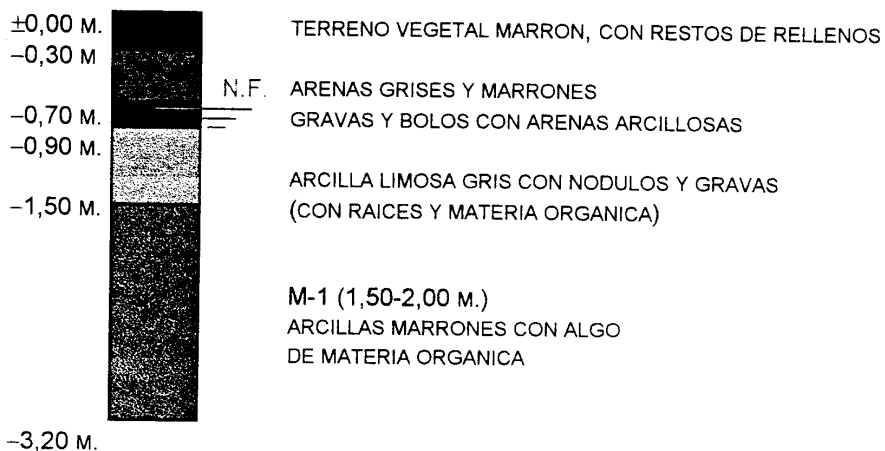 ±0,00 M. TERRENO VEGETAL MARRON, CON RESTOS DE RELLENOS
-0,30 M
N.F. ARENAS GRISES Y MARRONES
-0,70 M. GRAVAS Y BOLOS CON ARENAS ARCILLOSAS
-0,90 M.
ARCILLA LIMOSA GRIS CON NODULOS Y GRAVAS
-1,50 M. (CON RAICES Y MATERIA ORGANICA)
M-1 (1,50-2,00 M.)
ARCILLAS MARRONES CON ALGO
DE MATERIA ORGANICA
-3,20 M.